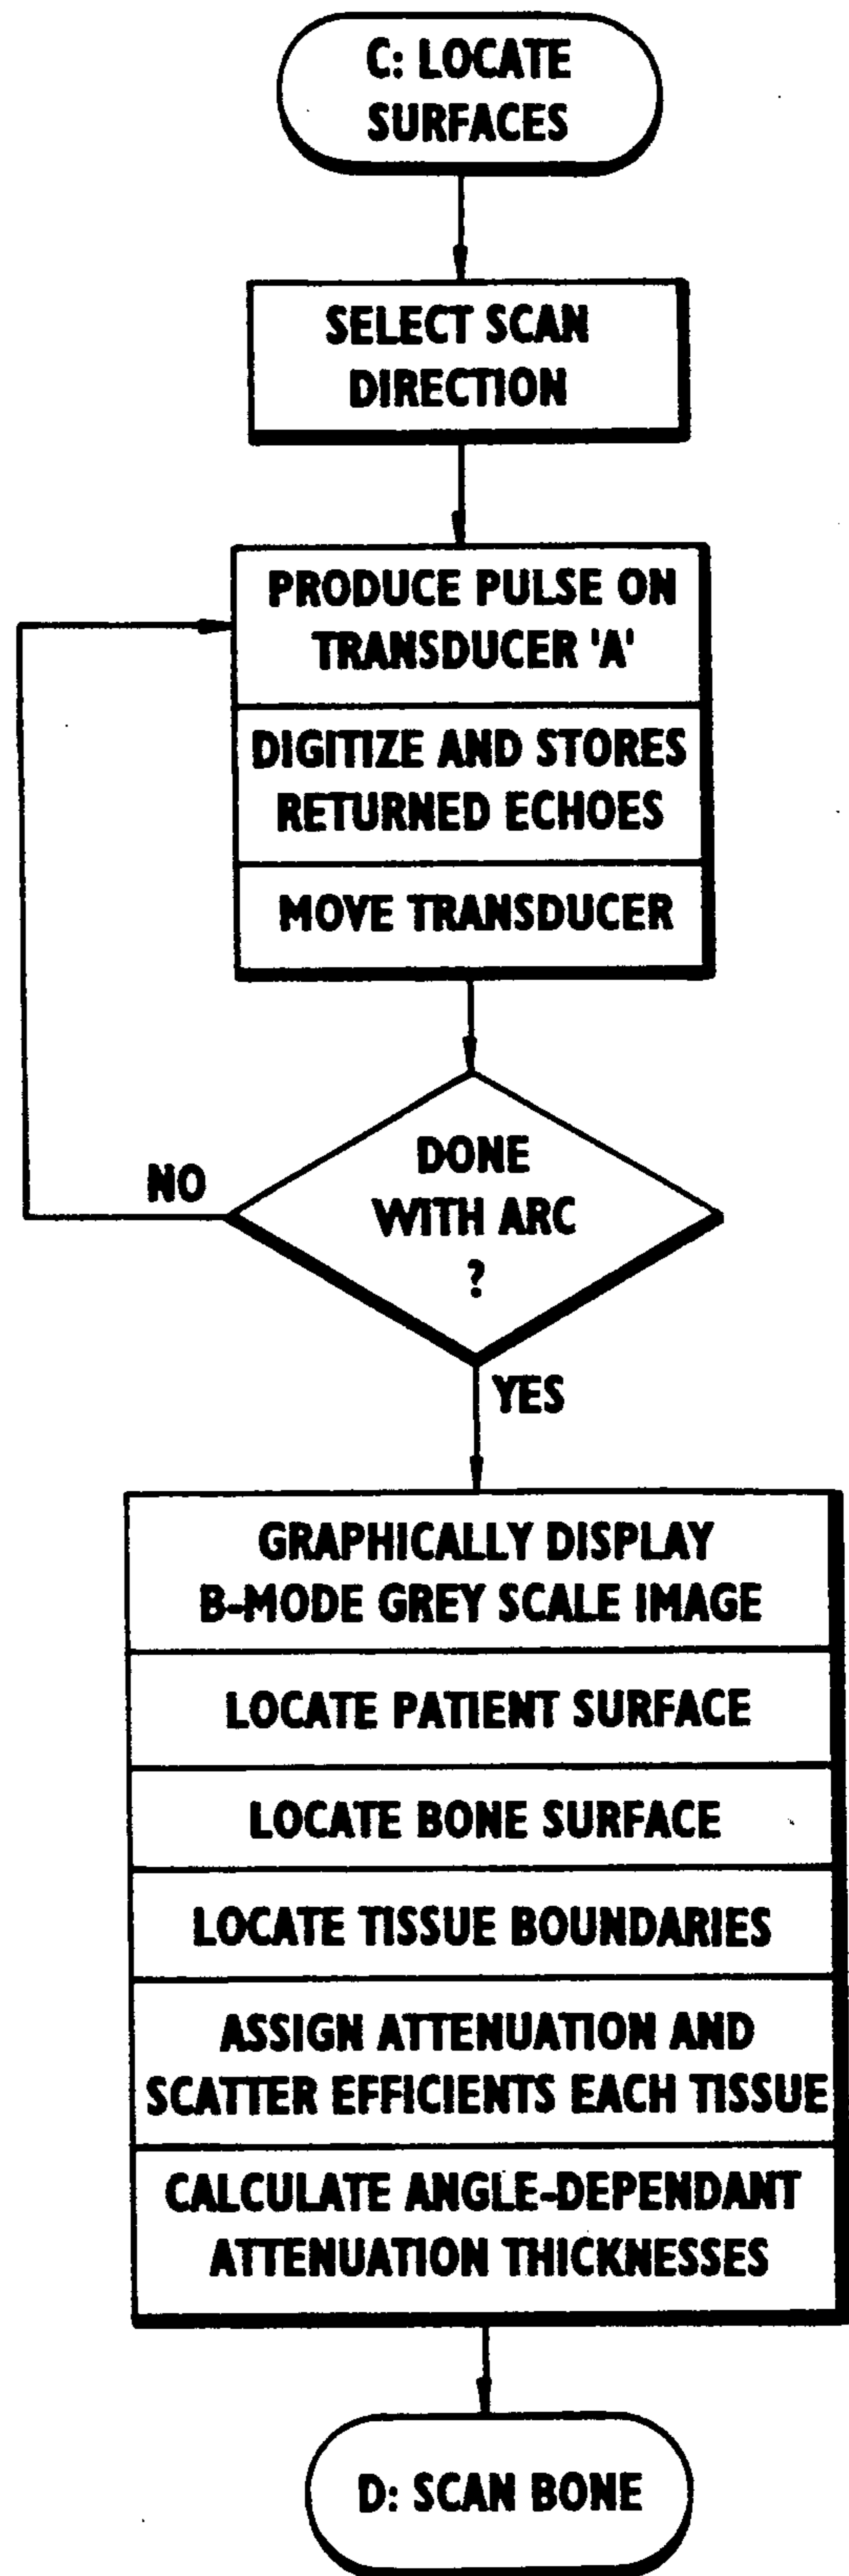 C: LOCATE
SURFACES
SELECT SCAN
DIRECTION
PRODUCE PULSE ON
TRANSDUCER 'A'
DIGITIZE AND STORES
RETURNED ECHOES
MOVE TRANSDUCER
DONE
WITH ARC
?
NO
YES
GRAPHICALLY DISPLAY
B-MODE GREY SCALE IMAGE
LOCATE PATIENT SURFACE
LOCATE BONE SURFACE
LOCATE TISSUE BOUNDARIES
ASSIGN ATTENUATION AND
SCATTER EFFICIENTS EACH TISSUE
CALCULATE ANGLE-DEPENDANT
ATTENUATION THICKNESSES
D: SCAN BONE